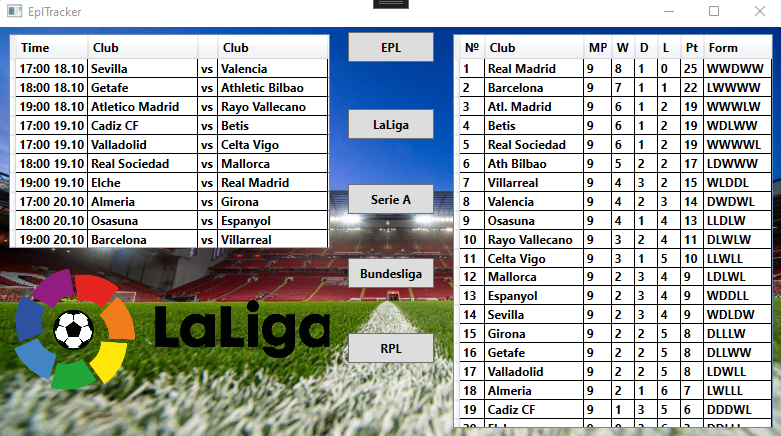 EplTracker
Time Club Club
17:00 18.10 Sevilla vs Valencia
18:00 18.10 Getafe vs Athletic Bilbao
19:00 18.10 Atletico Madrid vs Rayo Vallecano
17:00 19.10 Cadiz CF vs Betis
17:00 19.10 Valladolid vs Celta Vigo
18:00 19.10 Real Sociedad vs Mallorca
19:00 19.10 Elche vs Real Madrid
17:00 20.10 Almeria vs Girona
18:00 20.10 Osasuna vs Espanyol
19:00 20.10 Barcelona vs Villarreal
LaLiga
EPL
LaLiga
Serie A
Bundesliga
RPL
№ Club MP W D L Pt Form
1 Real Madrid 9 8 1 0 25 WWDWW
2 Barcelona 9 7 1 1 22 LWWWW
3 Atl. Madrid 9 6 1 2 19 WWWLW
4 Betis 9 6 1 2 19 WDLWW
5 Real Sociedad 9 6 1 2 19 WWWWL
6 Ath Bilbao 9 5 2 2 17 LDWWW
7 Villarreal 9 4 3 2 15 WLDDL
8 Valencia 9 4 2 3 14 DWDWL
9 Osasuna 9 4 1 4 13 LLDLW
10 Rayo Vallecano 9 3 2 4 11 DLWLW
11 Celta Vigo 9 3 1 5 10 LLWLL
12 Mallorca 9 2 3 4 9 LDLWL
13 Espanyol 9 2 3 4 9 WDDLL
14 Sevilla 9 2 3 4 9 WDLDW
15 Girona 9 2 2 5 8 DLLLW
16 Getafe 9 2 2 5 8 DLLWW
17 Valladolid 9 2 2 5 8 LDWLL
18 Almeria 9 2 1 6 7 LWLLL
19 Cadiz CF 9 1 3 5 6 DDDWL